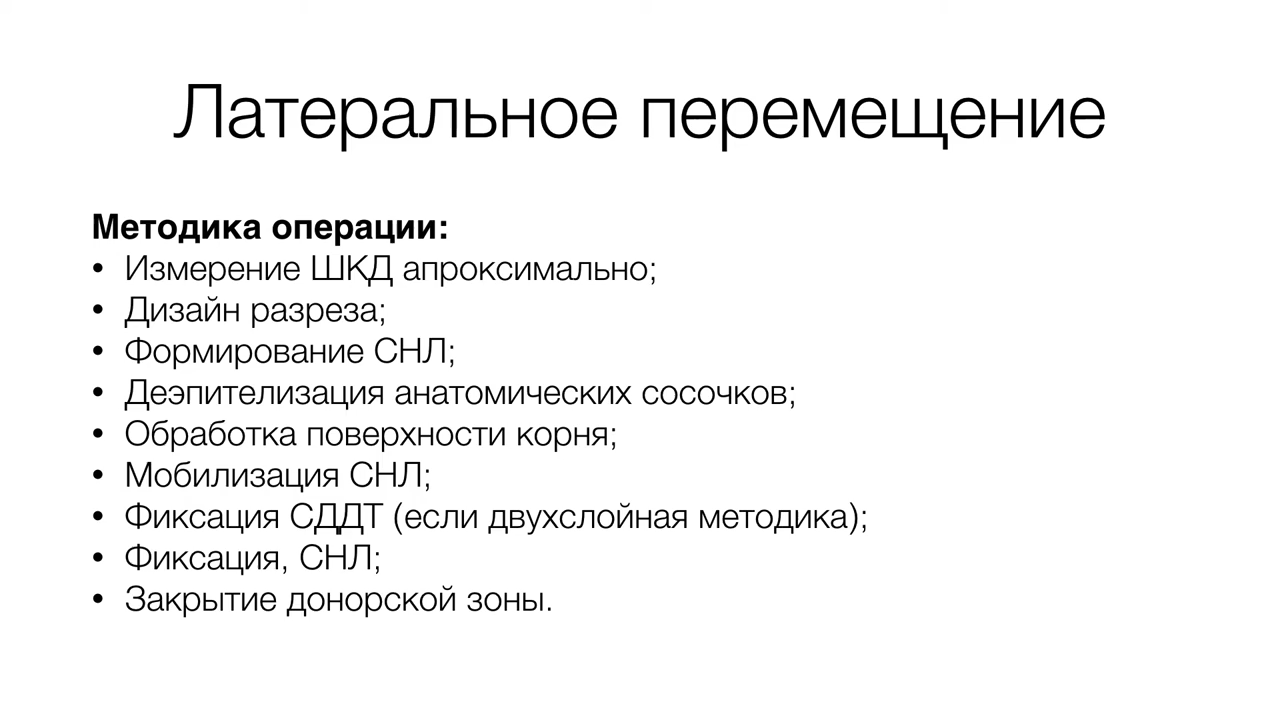 Латеральное перемещение
Методика операции:
• Измерение ШКД апроксимально;
• Дизайн разреза;
• Формирование СНЛ;
• Деэпителизация анатомических сосочков;
• Обработка поверхности корня;
• Мобилизация СНЛ;
• Фиксация СДДТ (если двухслойная методика);
• Фиксация, СНЛ;
• Закрытие донорской зоны.